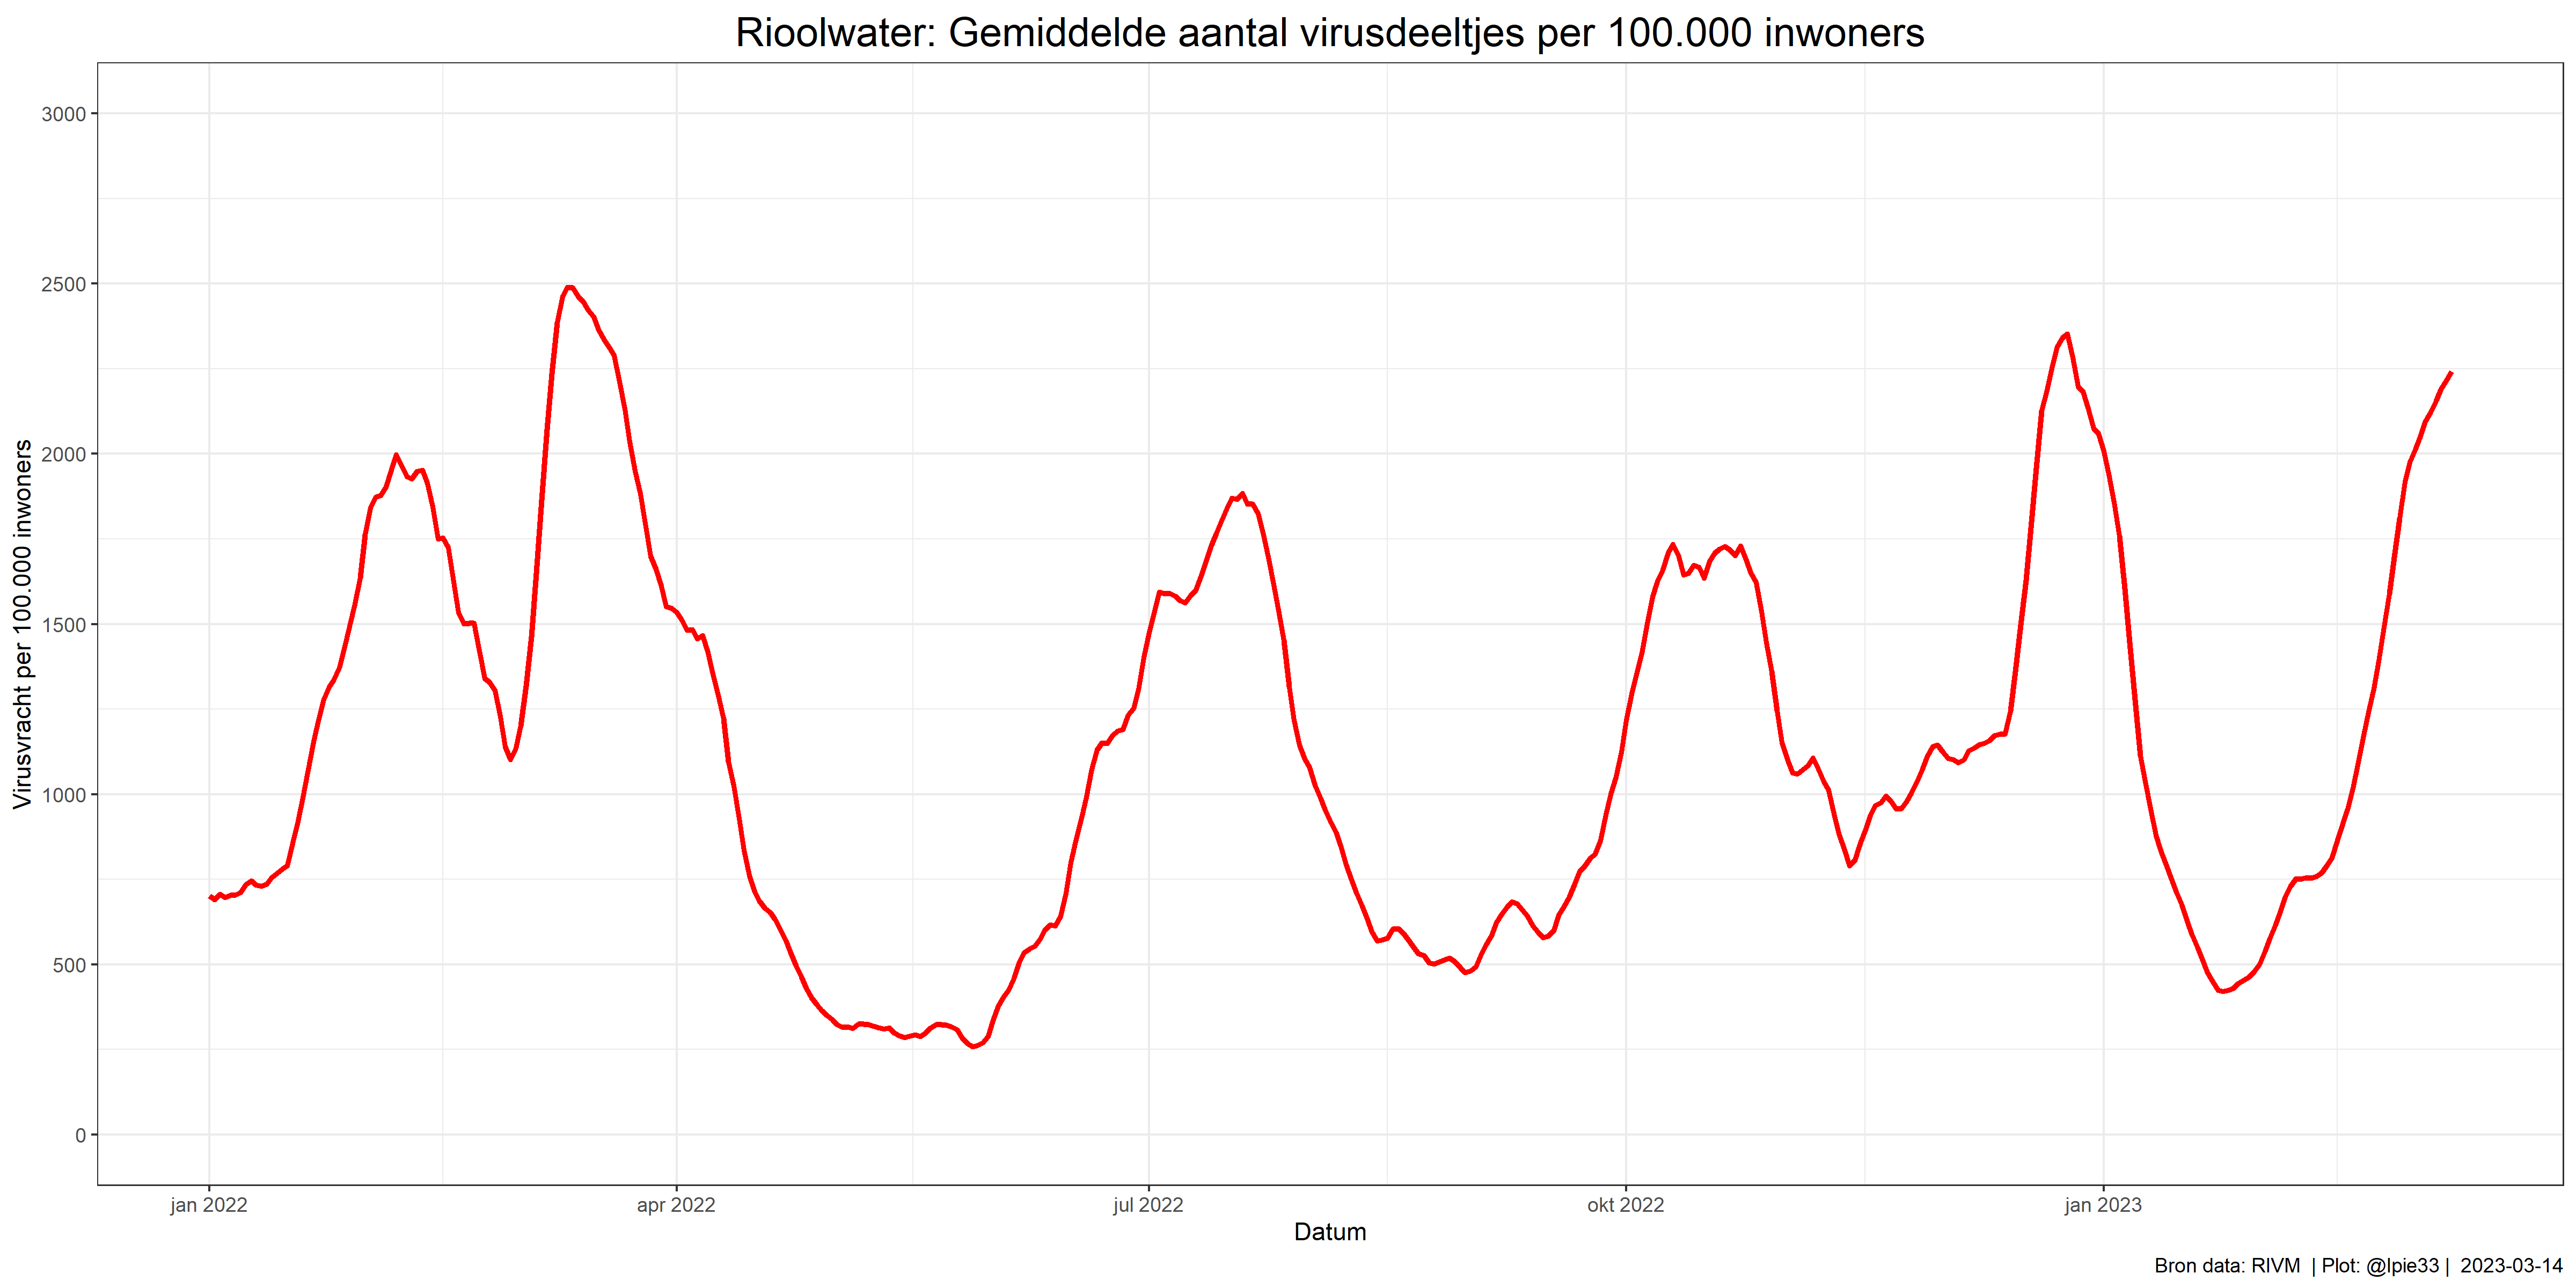 Rioolwater: Gemiddelde aantal virusdeeltjes per 100.000 inwoners
Virusvracht per 100.000 inwoners
3000
2500
2000
1500
1000
500
0
jan 2022 apr 2022 jul 2022 okt 2022 jan 2023
Datum
Bron data: RIVM | Plot: @lpie33 | 2023-03-14